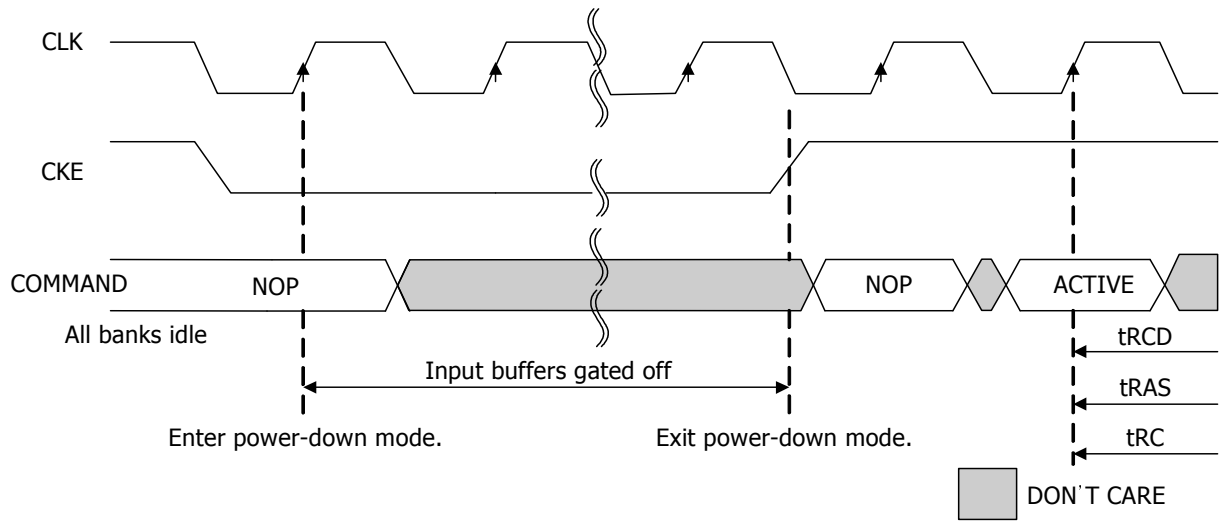 CLK
CKE
COMMAND
NOP
NOP
ACTIVE
All banks idle
tRCD
Input buffers gated off
tRAS
Enter power-down mode.
Exit power-down mode.
tRC
DON'T CARE